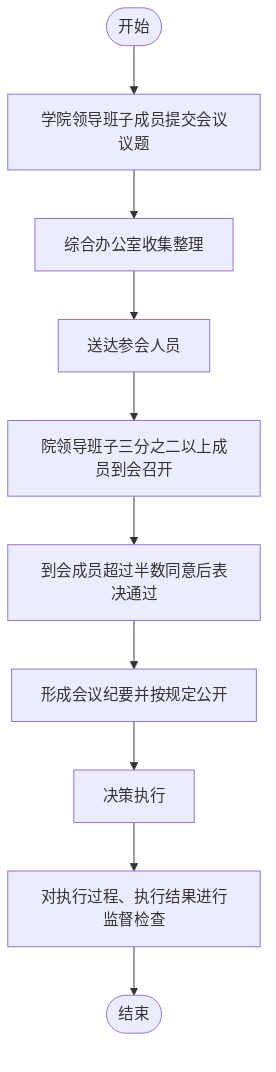 开始
学院领导班子成员提交会议
议题
综合办公室收集整理
送达参会人员
院领导班子三分之二以上成
员到会召开
到会成员超过半数同意后表
决通过
形成会议纪要并按规定公开
决策执行
对执行过程、执行结果进行
监督检查
结束